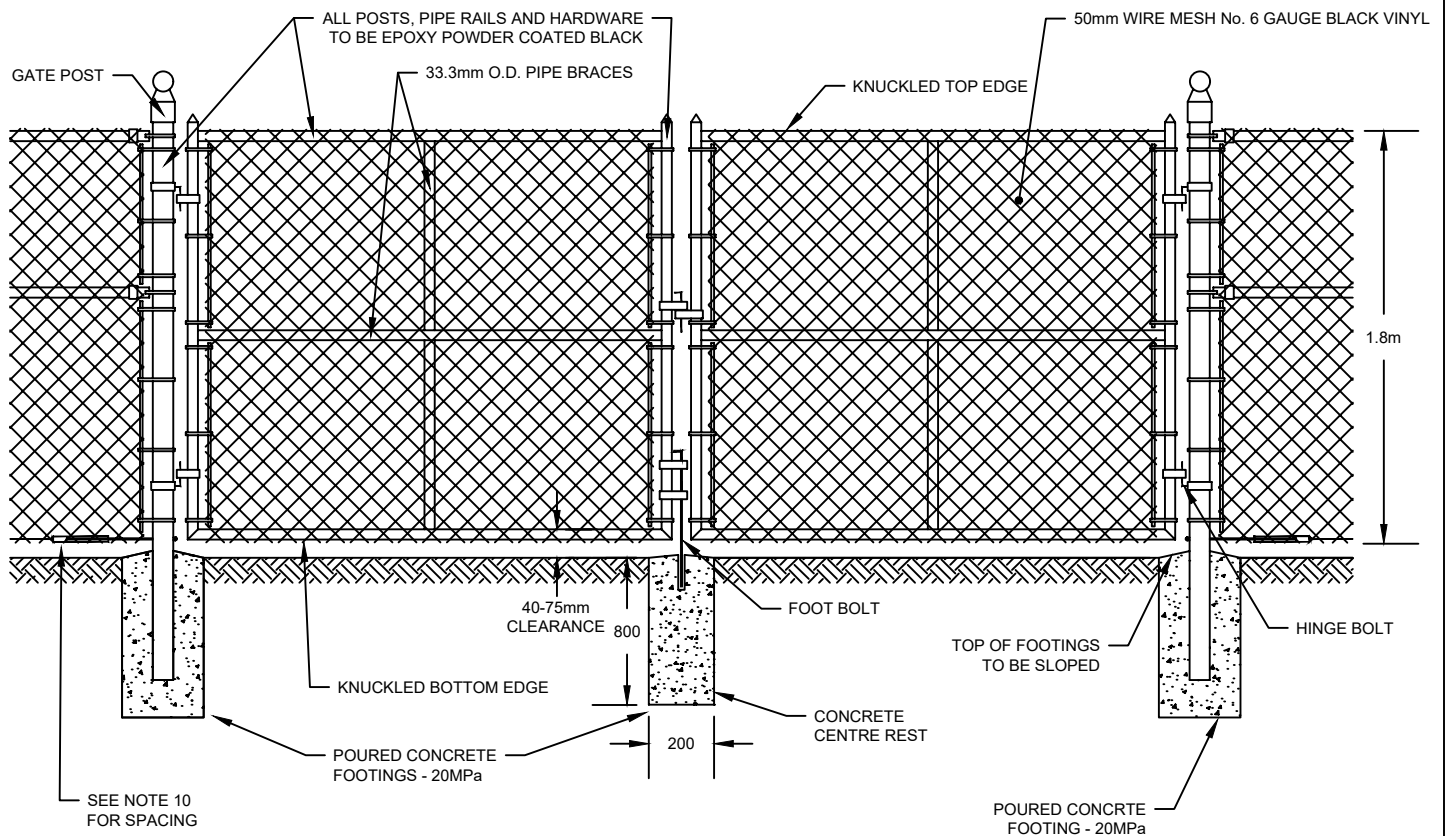 ALL POSTS, PIPE RAILS AND HARDWARE
TO BE EPOXY POWDER COATED BLACK
50mm WIRE MESH No. 6 GAUGE BLACK VINYL
GATE POST
33.3mm O.D. PIPE BRACES
KNUCKLED TOP EDGE
1.8m
40-75mm
CLEARANCE
800
FOOT BOLT
HINGE BOLT
TOP OF FOOTINGS
TO BE SLOPED
KNUCKLED BOTTOM EDGE
CONCRETE
CENTRE REST
200
POURED CONCRETE
FOOTINGS - 20MPa
SEE NOTE 10
FOR SPACING
POURED CONCRTE
FOOTING - 20MPa